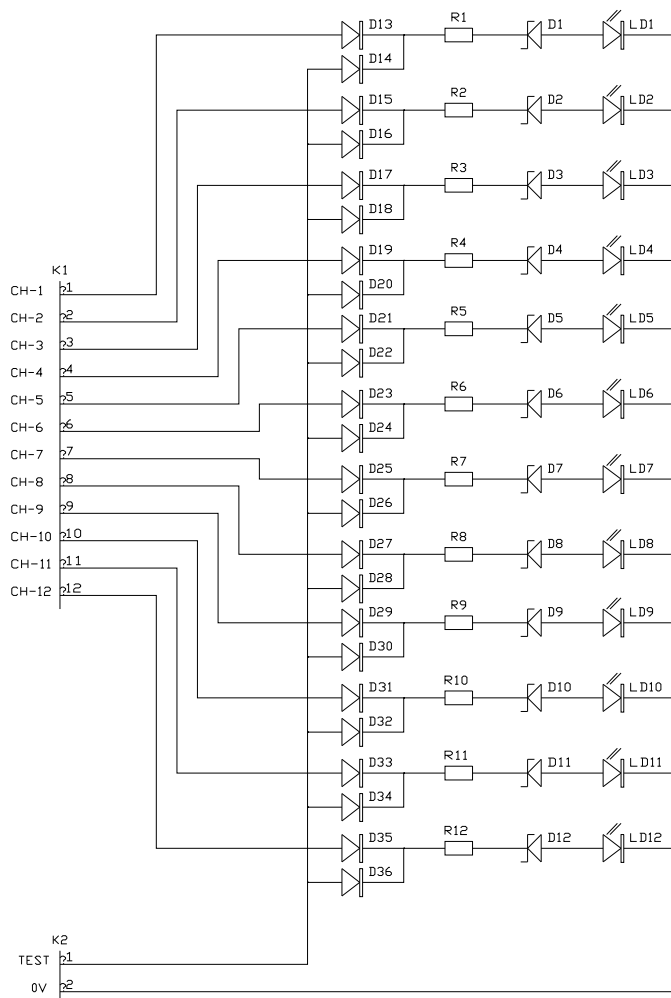 D13 R1 D1 LD1
D14
D15 R2 D2 LD2
D16
D17 R3 D3 LD3
D18
D19 R4 D4 LD4
K1
CH-1 1
D20
CH-2 2
D21 R5 D5 LD5
CH-3 3
D22
CH-4 4
CH-5 5
D23 R6 D6 LD6
CH-6 6
D24
CH-7 7
D25 R7 D7 LD7
CH-8 8
D26
CH-9 9
CH-10 10
D27 R8 D8 LD8
CH-11 11
D28
CH-12 12
D29 R9 D9 LD9
D30
D31 R10 D10 LD10
D32
D33 R11 D11 LD11
D34
D35 R12 D12 LD12
D36
K2
TEST 1
0V 2